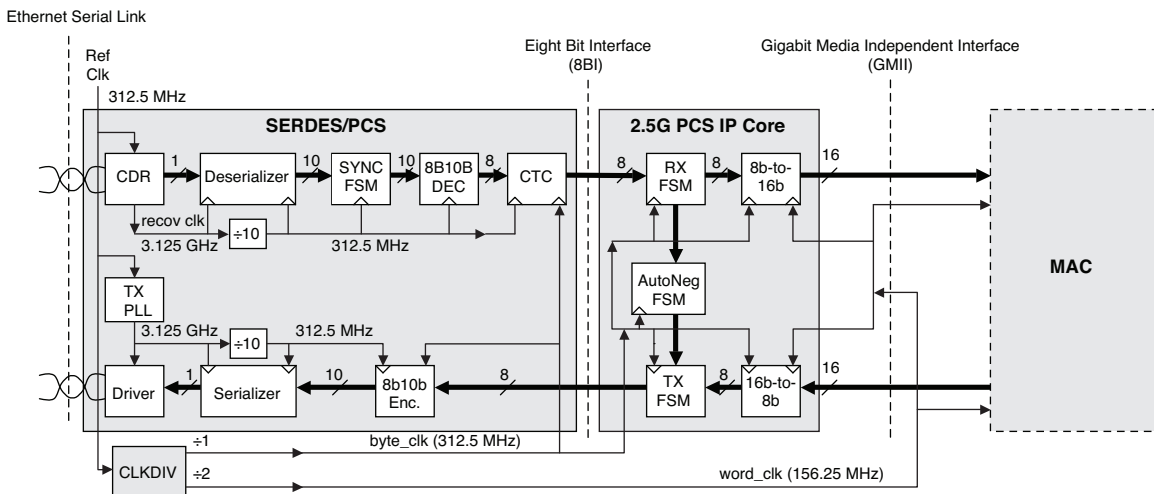 Ethernet Serial Link
Ref
Clk
312.5 MHz
Eight Bit Interface
(8BI)
Gigabit Media Independent Interface
(GMII)
SERDES/PCS
2.5G PCS IP Core
CDR
1
Deserializer
10
SYNC
FSM
10
8B10B
DEC
8
CTC
8
RX
FSM
8
8b-to-
16b
16
recov clk
3.125 GHz
÷10
312.5 MHz
MAC
AutoNeg
FSM
TX
PLL
3.125 GHz
÷10
312.5 MHz
Driver
1
Serializer
10
8b10b
Enc.
8
TX
FSM
8
16b-to-
8b
16
CLKDIV
÷1
byte_clk (312.5 MHz)
÷2
word_clk (156.25 MHz)